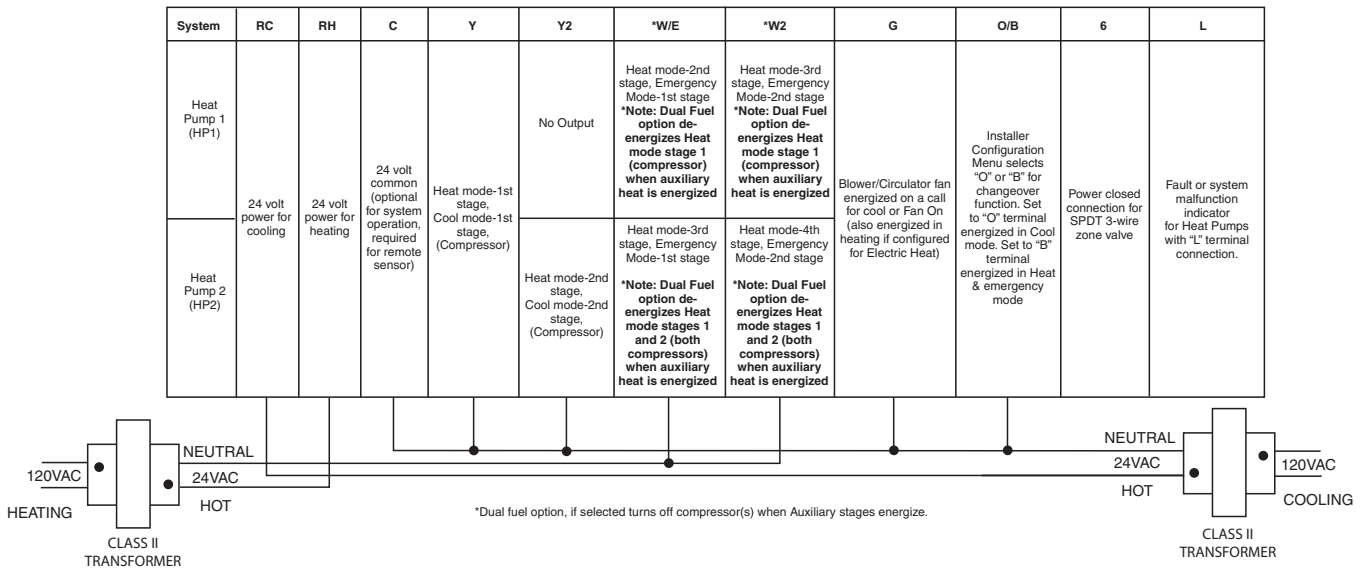 System RC RH C Y Y2 *W/E *W2 G O/B 6 L
Heat
Pump 1
(HP1)
24 volt
power for
cooling
24 volt
power for
heating
24 volt
common
(optional
for system
operation,
required
for remote
sensor)
Heat mode-1st
stage,
Cool mode-1st
stage,
(Compressor)
No Output
Heat mode-2nd
stage, Emergency
Mode-1st stage
*Note: Dual Fuel
option de-
energizes Heat
mode stage 1
(compressor)
when auxiliary
heat is energized
Heat mode-3rd
stage, Emergency
Mode-2nd stage
*Note: Dual Fuel
option de-
energizes Heat
mode stage 1
(compressor)
when auxiliary
heat is energized
Blower/Circulator fan
energized on a call
for cool or Fan On
(also energized in
heating if configured
for Electric Heat)
Installer
Configuration
Menu selects
“O” or “B” for
changeover
function. Set
to “O” terminal
energized in Cool
mode. Set to “B”
terminal
energized in Heat
& emergency
mode
Power closed
connection for
SPDT 3-wire
zone valve
Fault or system
malfunction
indicator
for Heat Pumps
with “L” terminal
connection.
Heat
Pump 2
(HP2)
Heat mode-2nd
stage,
Cool mode-2nd
stage,
(Compressor)
Heat mode-3rd
stage, Emergency
Mode-1st stage
*Note: Dual Fuel
option de-
energizes Heat
mode stages 1
and 2 (both
compressors)
when auxiliary
heat is energized
Heat mode-4th
stage, Emergency
Mode-2nd stage
*Note: Dual Fuel
option de-
energizes Heat
mode stages 1
and 2 (both
compressors)
when auxiliary
heat is energized
120VAC
HEATING
NEUTRAL
24VAC
HOT
CLASS II
TRANSFORMER
*Dual fuel option, if selected turns off compressor(s) when Auxiliary stages energize.
NEUTRAL
24VAC
HOT
120VAC
COOLING
CLASS II
TRANSFORMER